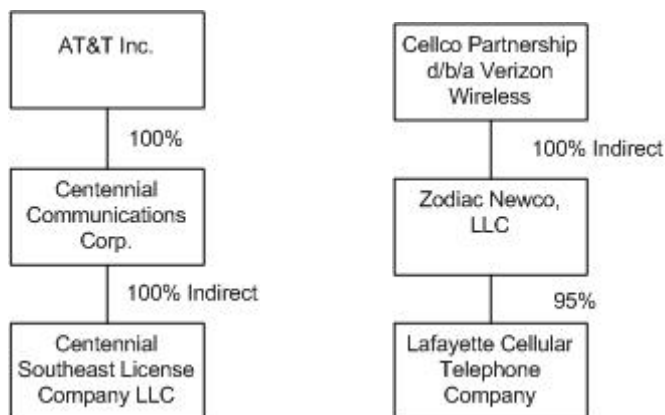 AT&T Inc.
100%
Centennial
Communications
Corp.
100% Indirect
Centennial
Southeast License
Company LLC
Cellco Partnership
d/b/a Verizon
Wireless
100% Indirect
Zodiac Newco,
LLC
95%
Lafayette Cellular
Telephone
Company